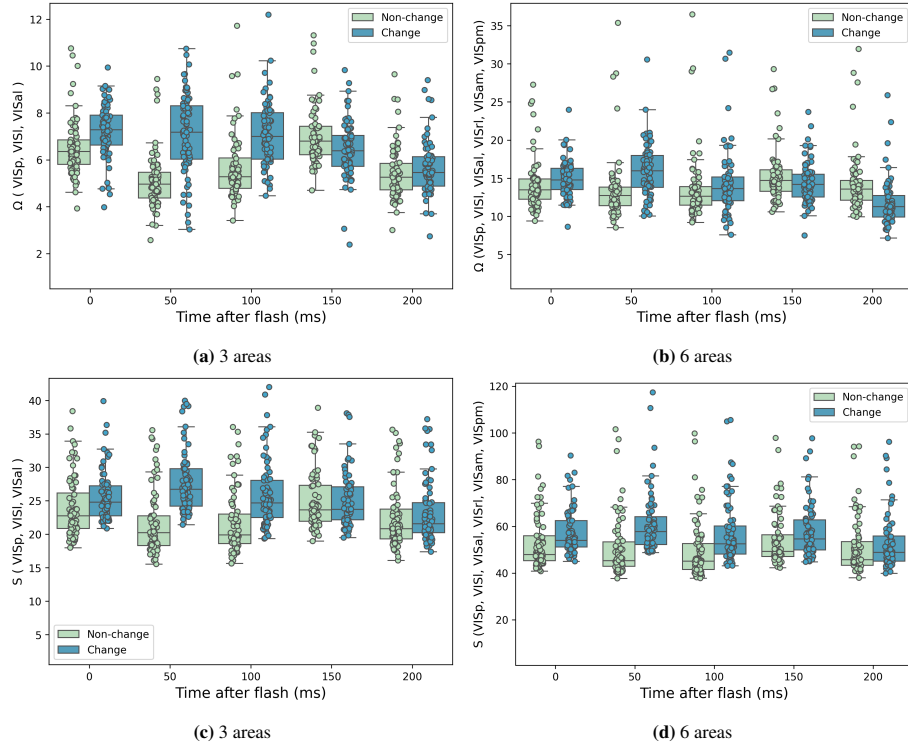 Ω ( VISp, VISl, VISal )
12
10
8
6
4
2
Non-change
Change
0 50 100 150 200
Time after flash (ms)
(a) 3 areas
Ω (VISp, VISl, VISal, VISrl, VISam, VISpm)
35
30
25
20
15
10
5
Non-change
Change
0 50 100 150 200
Time after flash (ms)
(b) 6 areas
S ( VISp, VISl, VISal )
40
35
30
25
20
15
10
5
Non-change
Change
0 50 100 150 200
Time after flash (ms)
(c) 3 areas
S (VISp, VISl, VISal, VISrl, VISam, VISpm)
120
100
80
60
40
20
Non-change
Change
0 50 100 150 200
Time after flash (ms)
(d) 6 areas